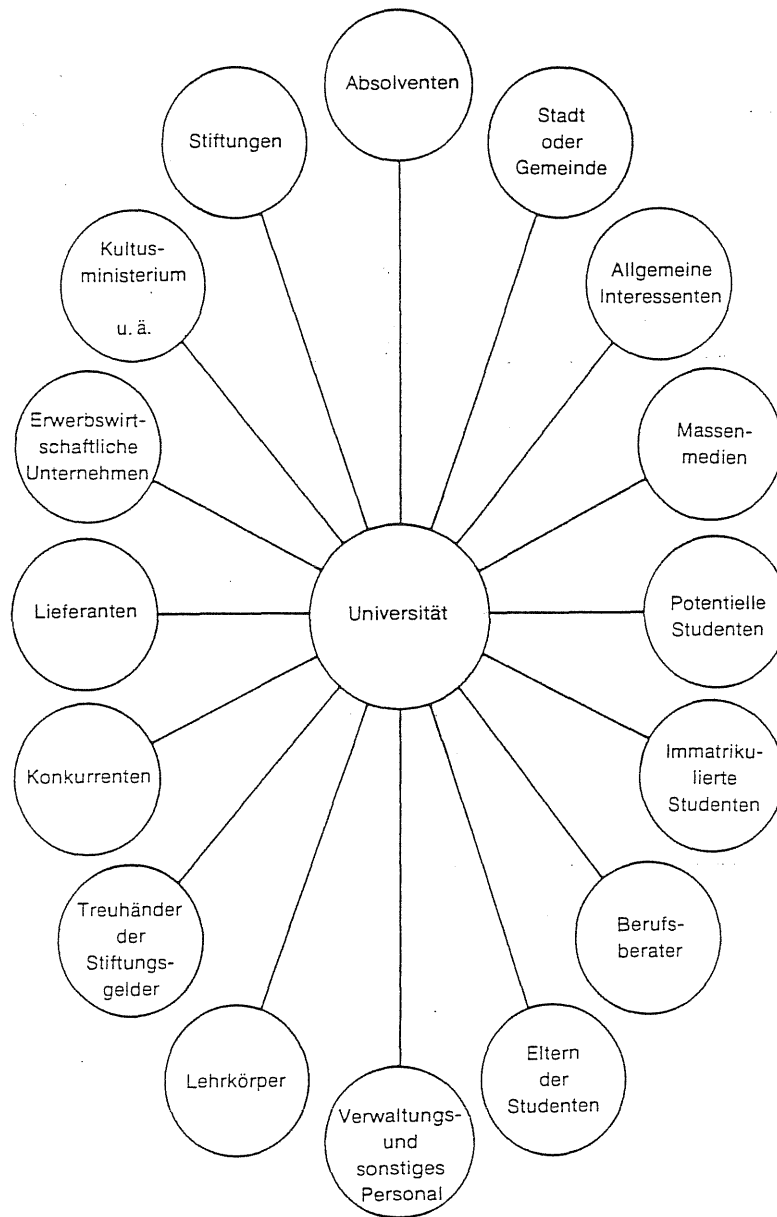 Absolventen
Stiftungen
Stadt
oder
Gemeinde
Kultus-
ministerium
u. ä.
Allgemeine
Interessenten
Erwerbswirt-
schaftliche
Unternehmen
Massen-
medien
Lieferanten
Universität
Potentielle
Studenten
Konkurrenten
Immatriku-
lierte
Studenten
Treuhänder
der
Stiftungs-
gelder
Berufs-
berater
Lehrkörper
Eltern
der
Studenten
Verwaltungs-
und
sonstiges
Personal